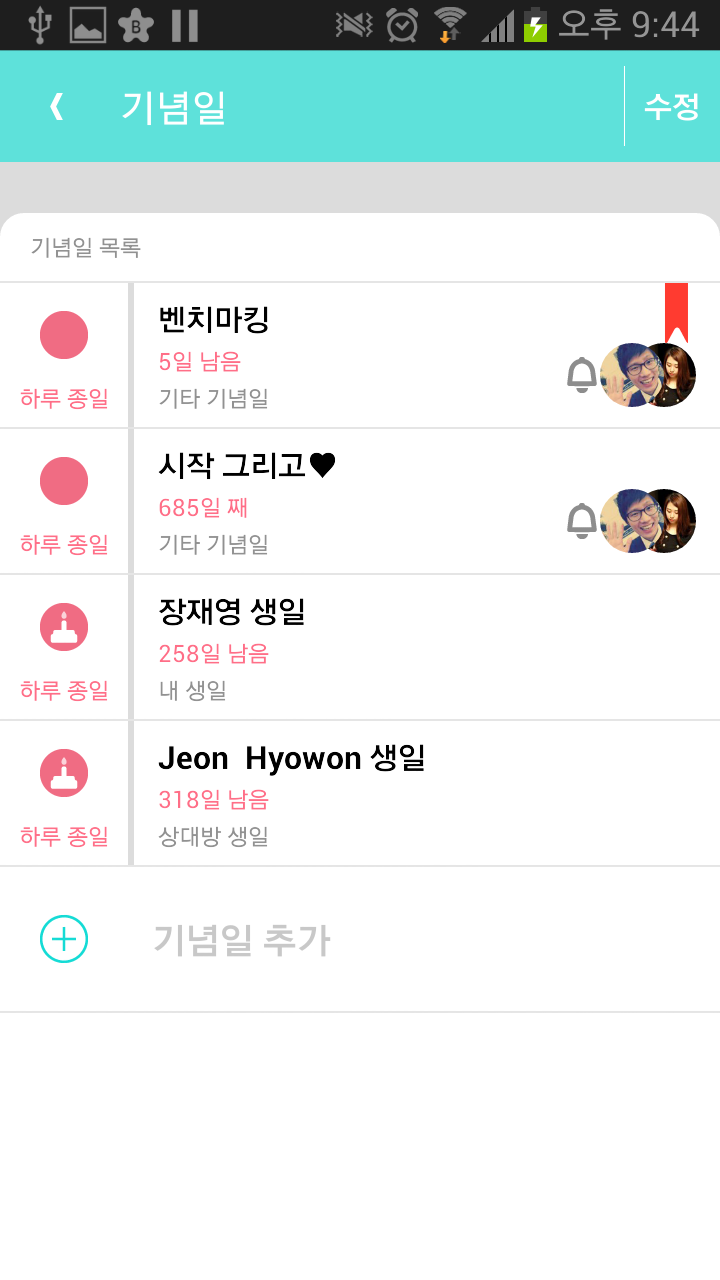 오후 9:44
기념일
수정
기념일 목록
벤치마킹
5일 남음
하루 종일
기타 기념일
시작 그리고♥
685일 째
하루 종일
기타 기념일
장재영 생일
258일 남음
하루 종일
내 생일
Jeon  Hyowon 생일
318일 남음
하루 종일
상대방 생일
기념일 추가